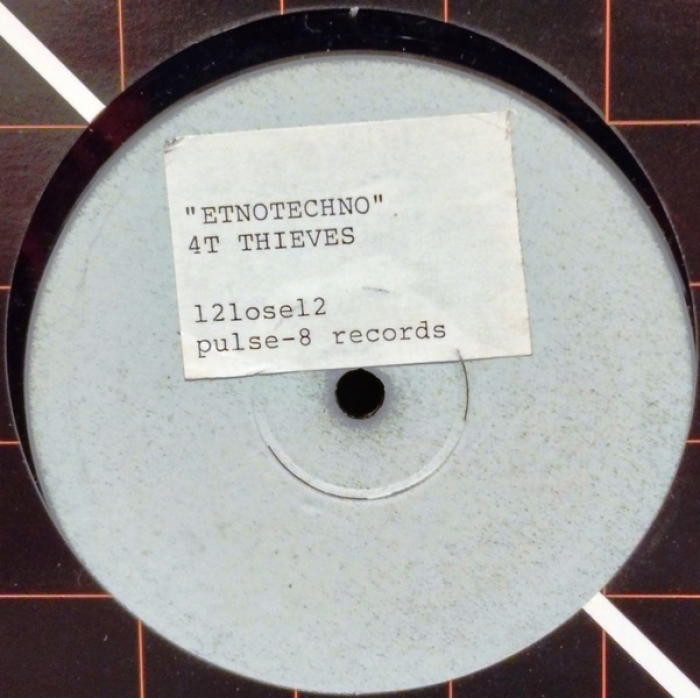 "ETNOTECHNO"
4T THIEVES
12lose12
pulse-8 records